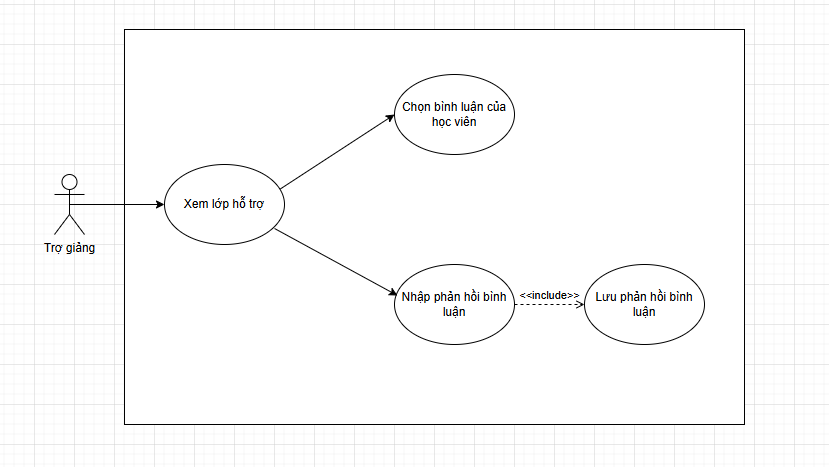 Chọn bình luận của
học viên
Xem lớp hỗ trợ
Trợ giảng
Nhập phản hồi bình
luận
<<include>>
Lưu phản hồi bình
luận